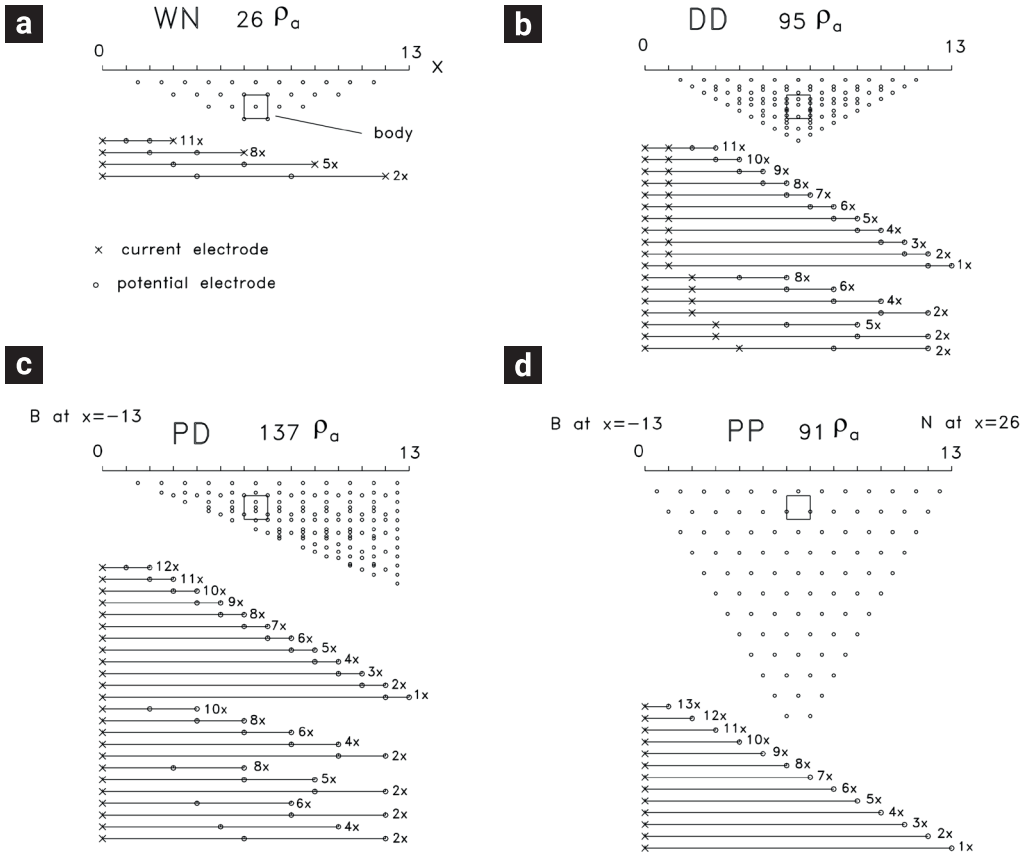 a
WN 26 ρa
0 13
X
body
11x
8x
5x
2x
× current electrode
○ potential electrode
b
DD 95 ρa
0 13
11x
10x
9x
8x
7x
6x
5x
4x
3x
2x
1x
8x
6x
4x
2x
5x
2x
2x
c
B at x=-13
PD 137 ρa
0 13
12x
11x
10x
9x
8x
7x
6x
5x
4x
3x
2x
1x
10x
8x
6x
4x
2x
8x
5x
2x
6x
2x
4x
2x
d
B at x=-13 PP 91 ρa N at x=26
0 13
13x
12x
11x
10x
9x
8x
7x
6x
5x
4x
3x
2x
1x